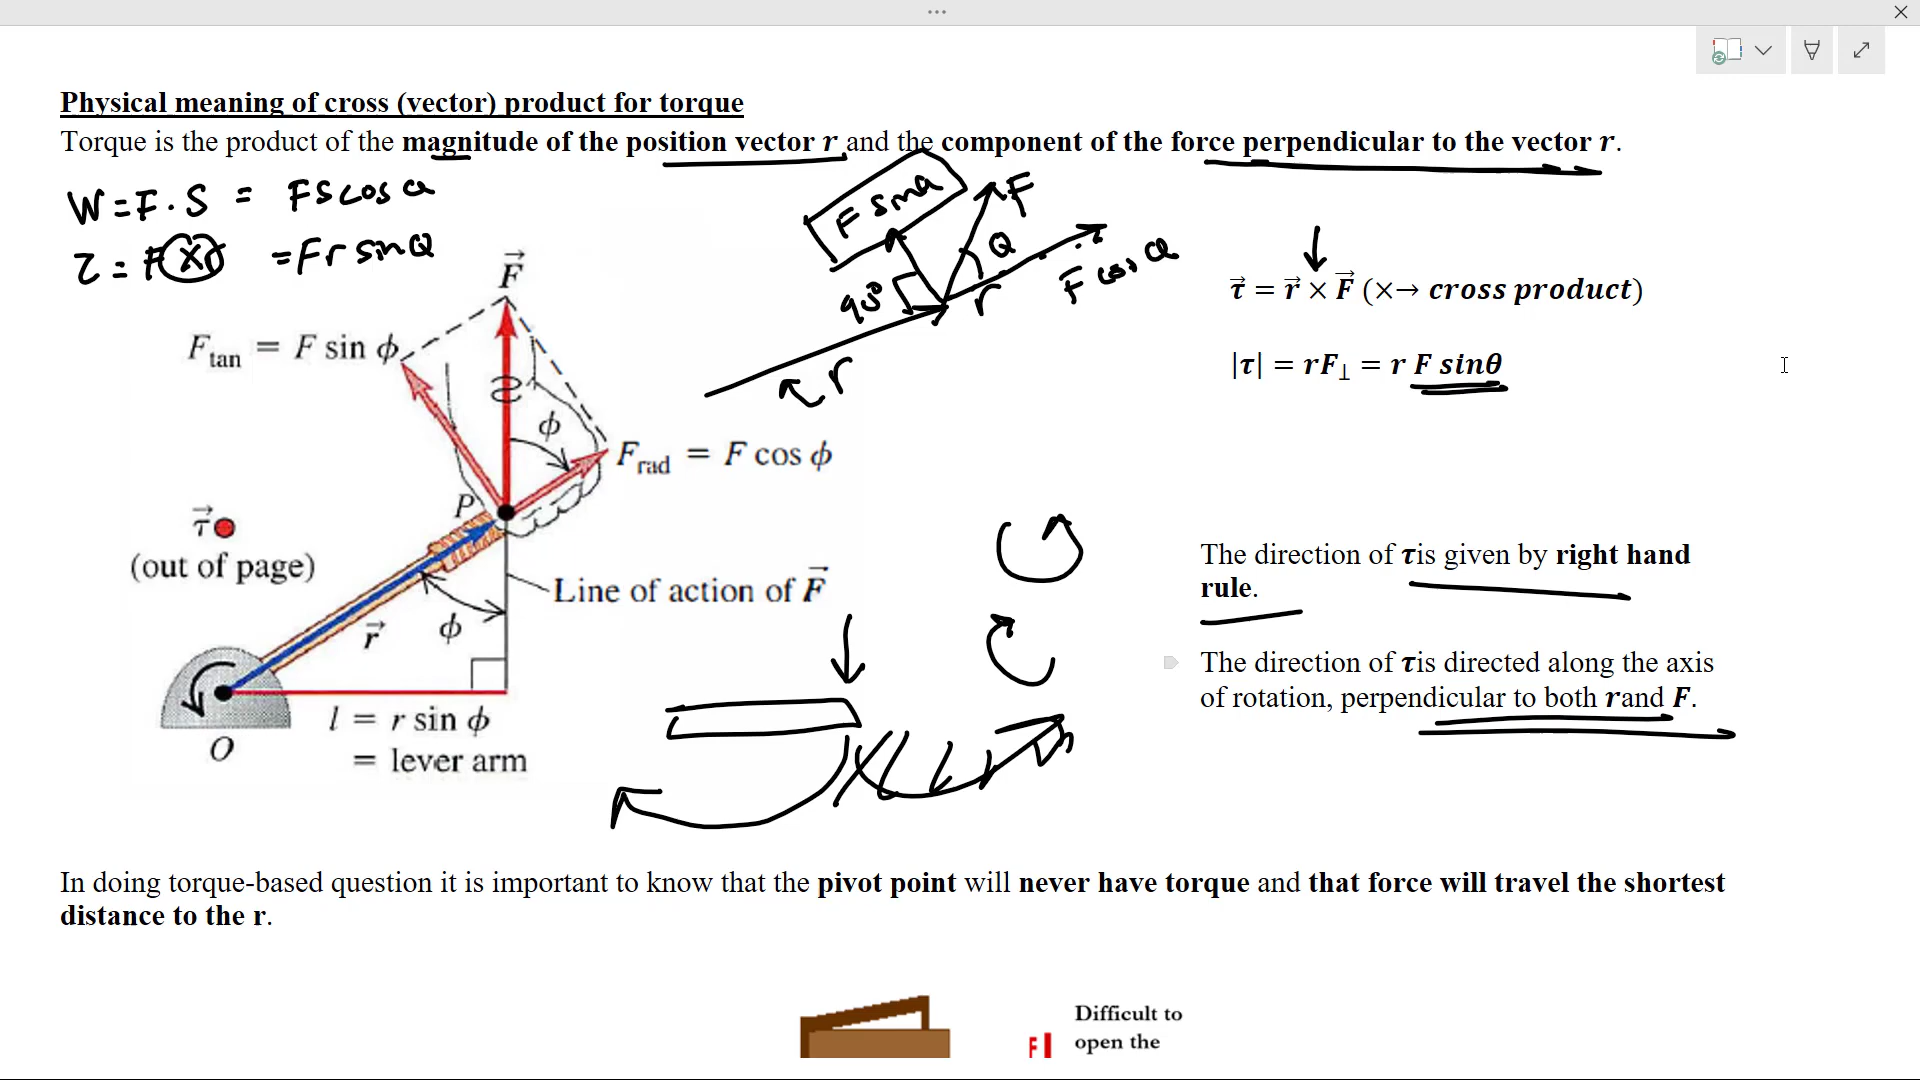 Physical meaning of cross (vector) product for torque
Torque is the product of the magnitude of the position vector r and the component of the force perpendicular to the vector r.
W = F · S = FS cos Q
τ = F × r = Fr sin Q
F sin Q
F
Q
F cos Q
r
90°
r
F⃗
F_tan = F sin ϕ
ϕ
F_rad = F cos ϕ
P
τ⃗
(out of page)
Line of action of F⃗
r⃗
ϕ
l = r sin ϕ
= lever arm
O
τ⃗ = r⃗ × F⃗ (×→ cross product)
|τ| = rF⊥ = r F sinθ
The direction of τis given by right hand
rule.
The direction of τis directed along the axis
of rotation, perpendicular to both rand F.
In doing torque-based question it is important to know that the pivot point will never have torque and that force will travel the shortest
distance to the r.
Difficult to
open the
F